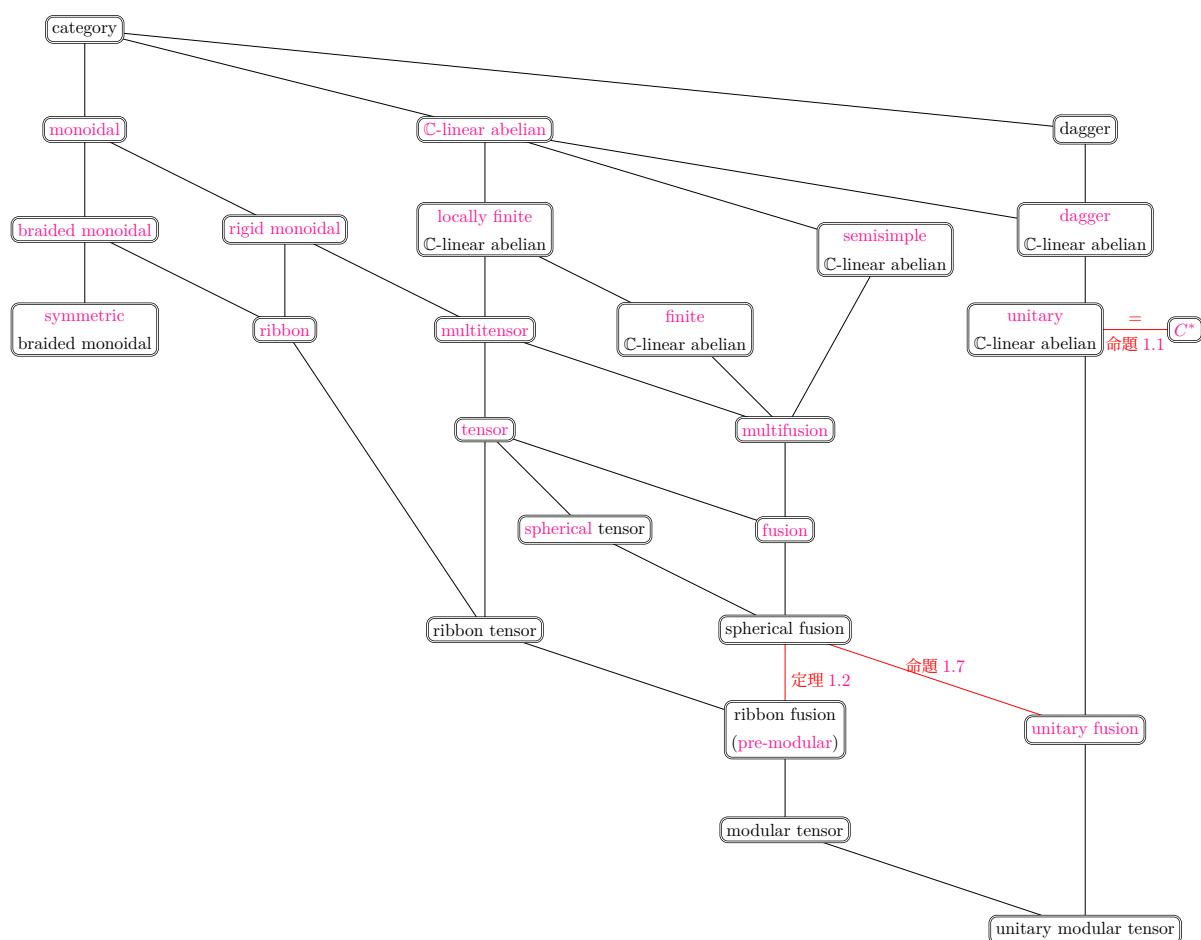 category
monoidal
ℂ-linear abelian
dagger
braided monoidal
rigid monoidal
locally finite
ℂ-linear abelian
semisimple
ℂ-linear abelian
dagger
ℂ-linear abelian
symmetric
braided monoidal
ribbon
multitensor
finite
ℂ-linear abelian
unitary
ℂ-linear abelian
=
命題 1.1
C*
tensor
multifusion
spherical tensor
fusion
ribbon tensor
spherical fusion
定理 1.2
命題 1.7
ribbon fusion
(pre-modular)
unitary fusion
modular tensor
unitary modular tensor